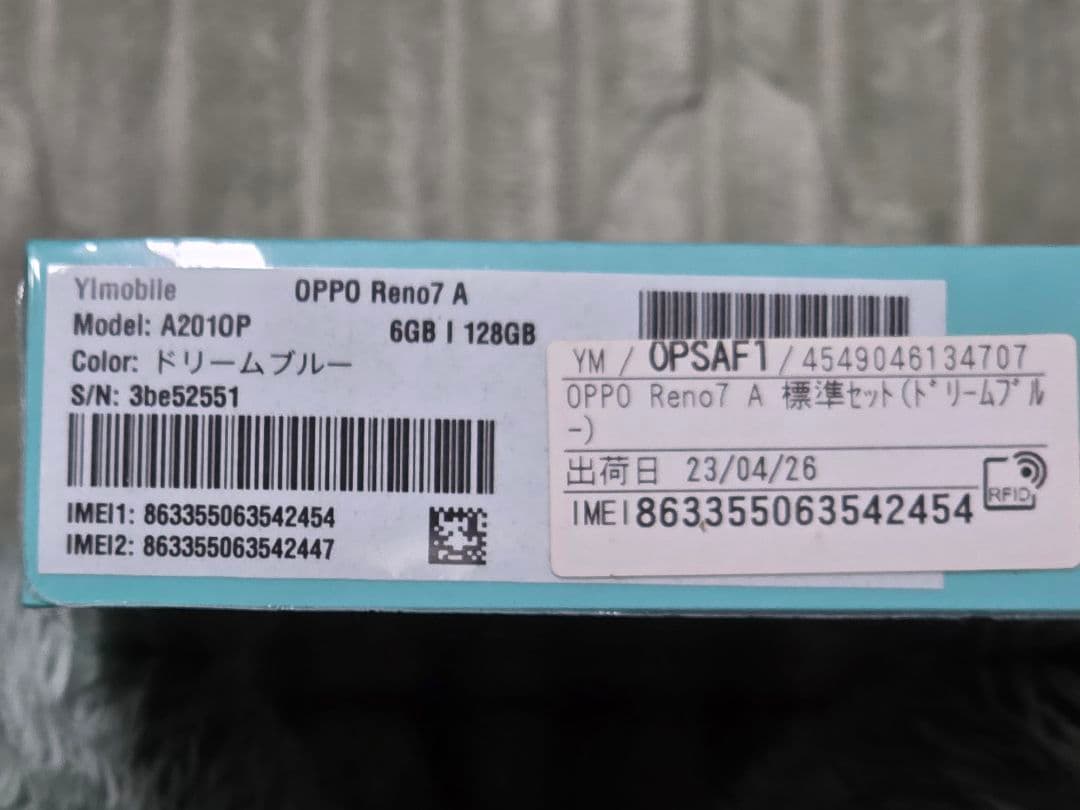 Y!mobile
OPPO Reno7 A
Model: A201OP
6GB | 128GB
Color: ドリームブルー
S/N: 3be52551
IMEI1: 863355063542454
IMEI2: 863355063542447
YM / OPSAF1 / 4549046134707
OPPO Reno7 A 標準セット(ドリームブル
ー)
出荷日 23/04/26
RFID
IMEI 863355063542454